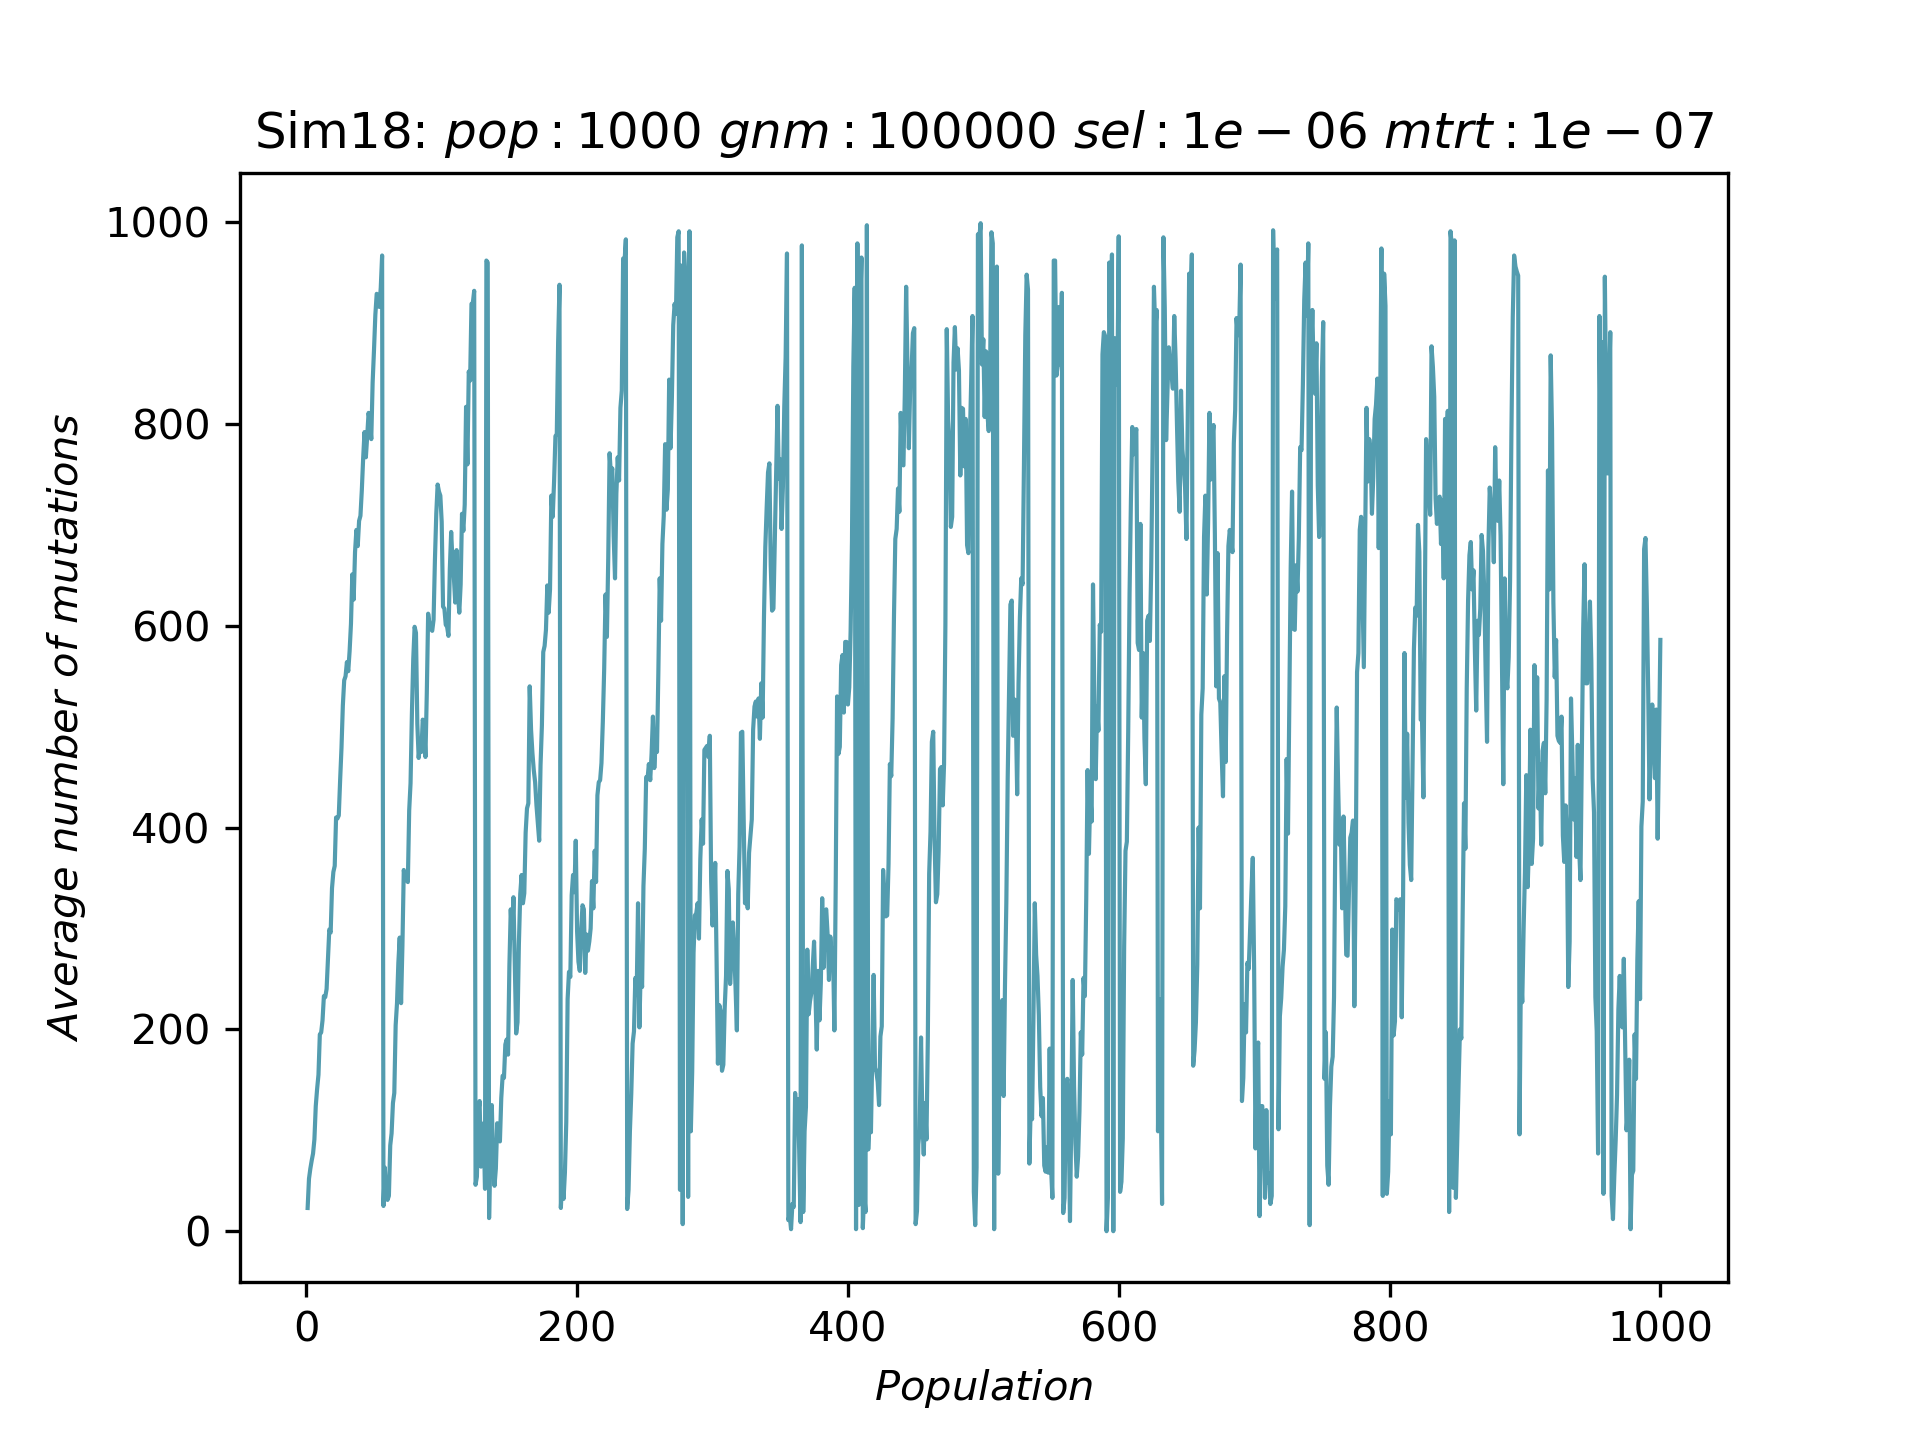 Sim18: pop : 1000 gnm : 100000 sel : 1e − 06 mtrt : 1e − 07
1000
800
600
400
200
0
Average number of mutations
0 200 400 600 800 1000
Population